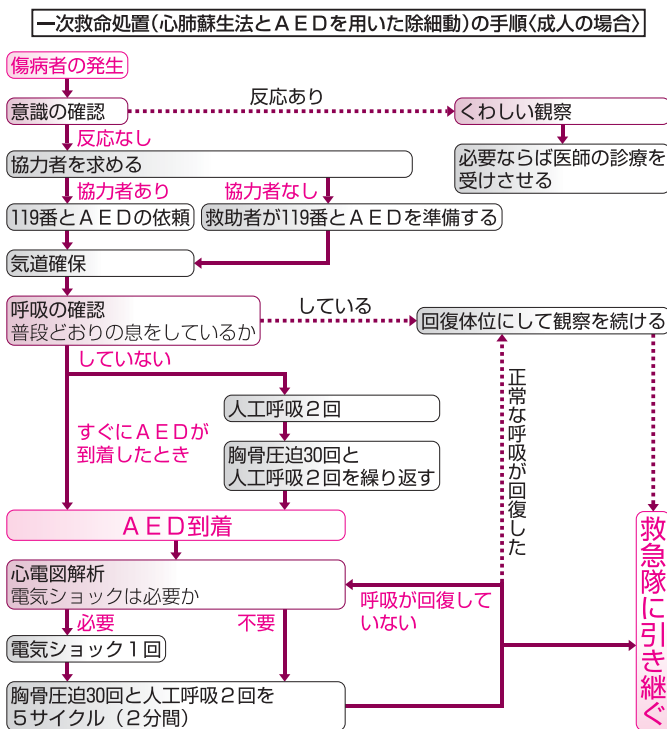 一次救命処置(心肺蘇生法とＡＥＤを用いた除細動)の手順〈成人の場合〉
傷病者の発生
意識の確認
反応あり
くわしい観察
反応なし
協力者を求める
必要ならば医師の診療を
受けさせる
協力者あり
協力者なし
119番とＡＥＤの依頼
救助者が119番とＡＥＤを準備する
気道確保
呼吸の確認
普段どおりの息をしているか
している
回復体位にして観察を続ける
していない
人工呼吸２回
すぐにＡＥＤが
到着したとき
胸骨圧迫30回と
人工呼吸２回を繰り返す
正常な呼吸が回復した
ＡＥＤ到着
心電図解析
電気ショックは必要か
呼吸が回復して
いない
必要
不要
電気ショック１回
胸骨圧迫30回と人工呼吸２回を
５サイクル（２分間）
救急隊に引き継ぐ